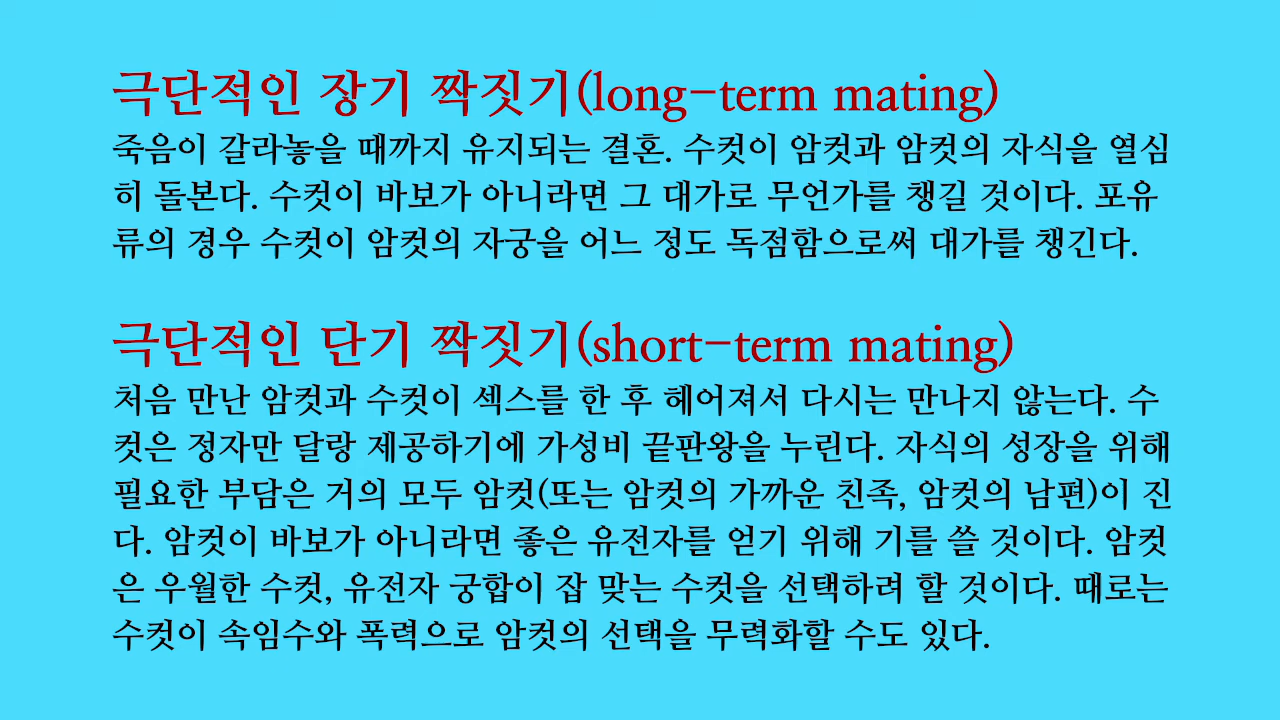 극단적인 장기 짝짓기(long-term mating)
죽음이 갈라놓을 때까지 유지되는 결혼. 수컷이 암컷과 암컷의 자식을 열심
히 돌본다. 수컷이 바보가 아니라면 그 대가로 무언가를 챙길 것이다. 포유
류의 경우 수컷이 암컷의 자궁을 어느 정도 독점함으로써 대가를 챙긴다.
극단적인 단기 짝짓기(short-term mating)
처음 만난 암컷과 수컷이 섹스를 한 후 헤어져서 다시는 만나지 않는다. 수
컷은 정자만 달랑 제공하기에 가성비 끝판왕을 누린다. 자식의 성장을 위해
필요한 부담은 거의 모두 암컷(또는 암컷의 가까운 친족, 암컷의 남편)이 진
다. 암컷이 바보가 아니라면 좋은 유전자를 얻기 위해 기를 쓸 것이다. 암컷
은 우월한 수컷, 유전자 궁합이 잡 맞는 수컷을 선택하려 할 것이다. 때로는
수컷이 속임수와 폭력으로 암컷의 선택을 무력화할 수도 있다.